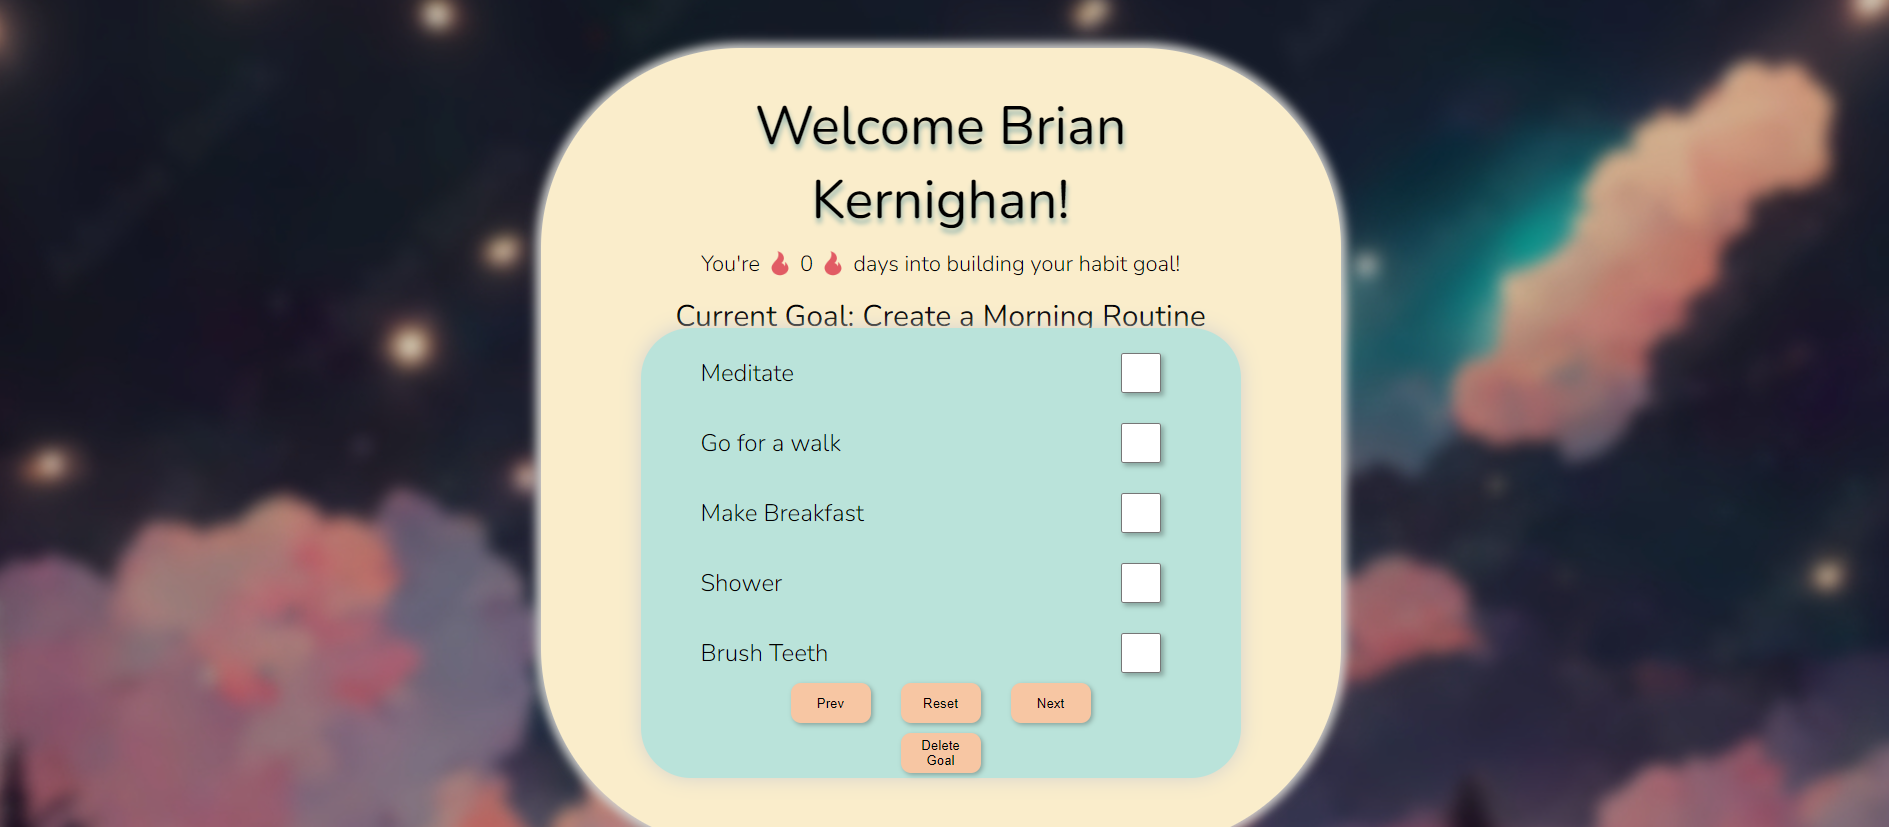 Welcome Brian
Kernighan!
You're 0 days into building your habit goal!
Current Goal: Create a Morning Routine
Meditate
Go for a walk
Make Breakfast
Shower
Brush Teeth
Prev Reset Next
Delete
Goal